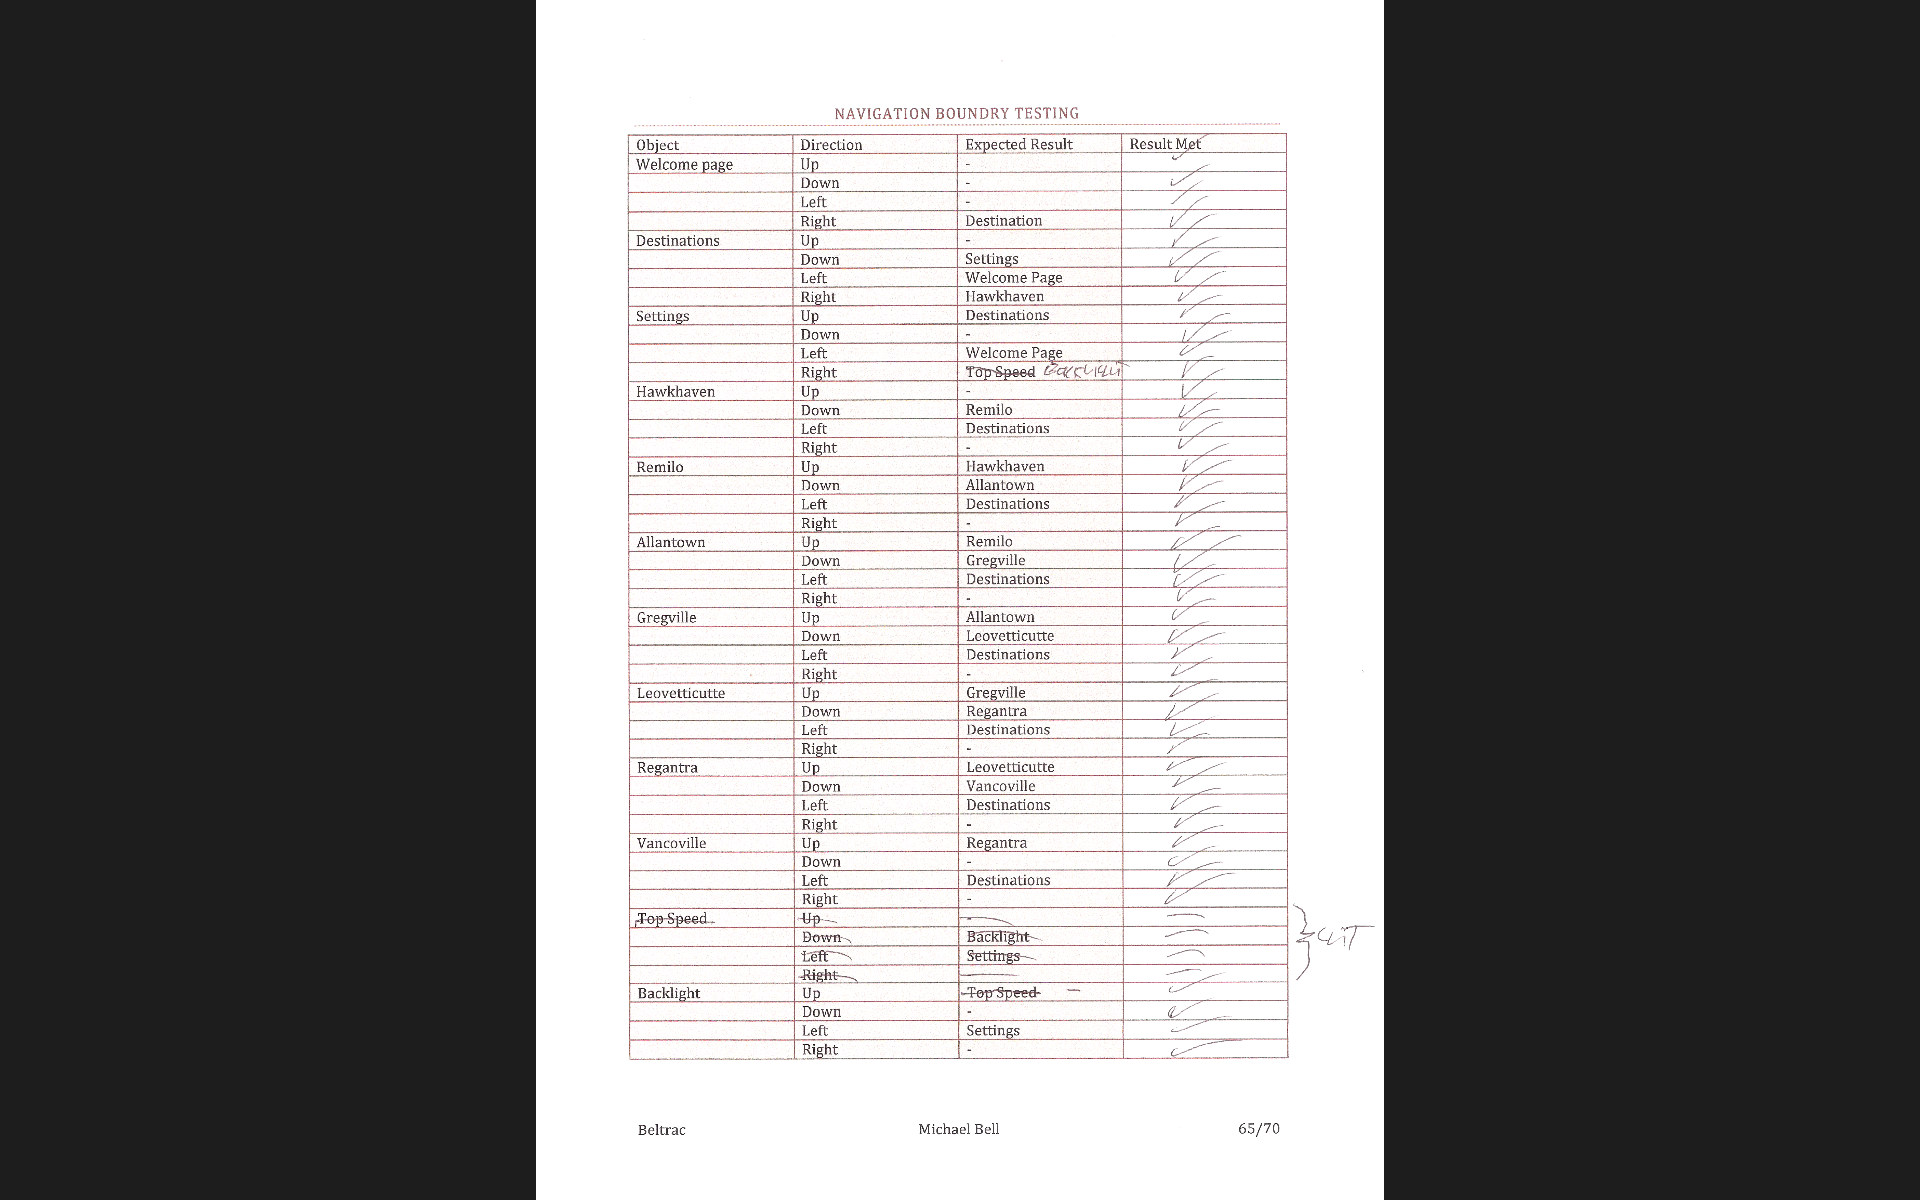 NAVIGATION BOUNDRY TESTING
Object Direction Expected Result Result Met
Welcome page Up - ✓
Down - ✓
Left - ✓
Right Destination ✓
Destinations Up - ✓
Down Settings ✓
Left Welcome Page ✓
Right Hawkhaven ✓
Settings Up Destinations ✓
Down - ✓
Left Welcome Page ✓
Right Top Speed Backlight ✓
Hawkhaven Up - ✓
Down Remilo ✓
Left Destinations ✓
Right - ✓
Remilo Up Hawkhaven ✓
Down Allantown ✓
Left Destinations ✓
Right - ✓
Allantown Up Remilo ✓
Down Gregville ✓
Left Destinations ✓
Right - ✓
Gregville Up Allantown ✓
Down Leovetticutte ✓
Left Destinations ✓
Right - ✓
Leovetticutte Up Gregville ✓
Down Regantra ✓
Left Destinations ✓
Right - ✓
Regantra Up Leovetticutte ✓
Down Vancoville ✓
Left Destinations ✓
Right - ✓
Vancoville Up Regantra ✓
Down - ✓
Left Destinations ✓
Right - ✓
Top Speed Up - —
Down Backlight —
Left Settings —
Right - —
Backlight Up Top Speed - ✓
Down - ✓
Left Settings ✓
Right - ✓
Beltrac Michael Bell 65/70